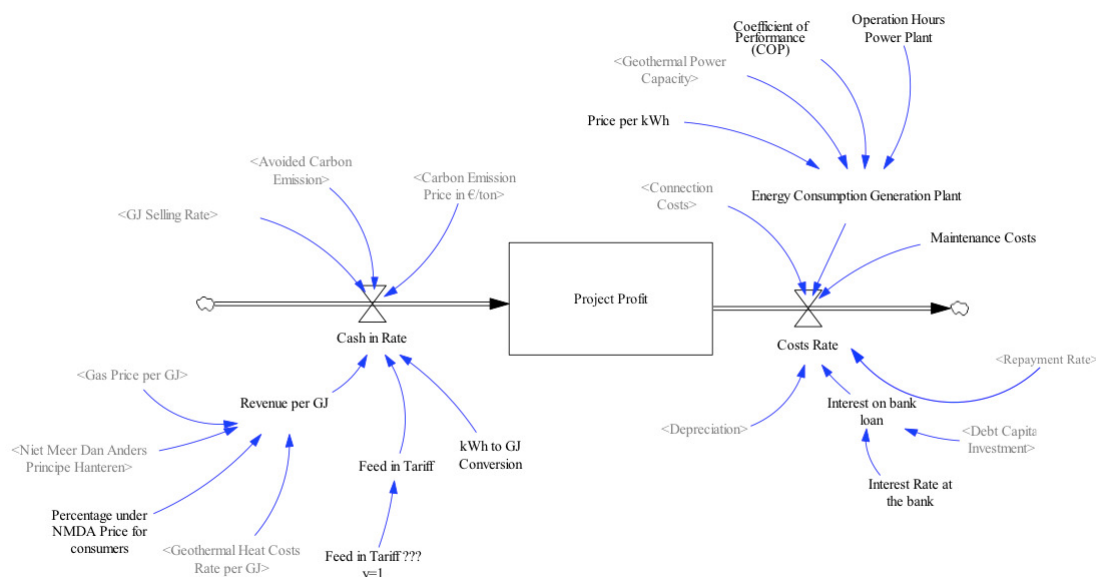 Coefficient of
Performance
(COP)
Operation Hours
Power Plant
<Geothermal Power
Capacity>
Price per kWh
<Avoided Carbon
Emission>
<Carbon Emission
Price in €/ton>
<GJ Selling Rate>
<Connection
Costs>
Energy Consumption Generation Plant
Maintenance Costs
Project Profit
Cash in Rate
Costs Rate
<Gas Price per GJ>
Revenue per GJ
<Repayment Rate>
<Niet Meer Dan Anders
Principe Hanteren>
Feed in Tariff
kWh to GJ
Conversion
<Depreciation>
Interest on bank
loan
<Debt Capita
Investment>
Interest Rate at
the bank
Percentage under
NMDA Price for
consumers
<Geothermal Heat Costs
Rate per GJ>
Feed in Tariff ???
v=1